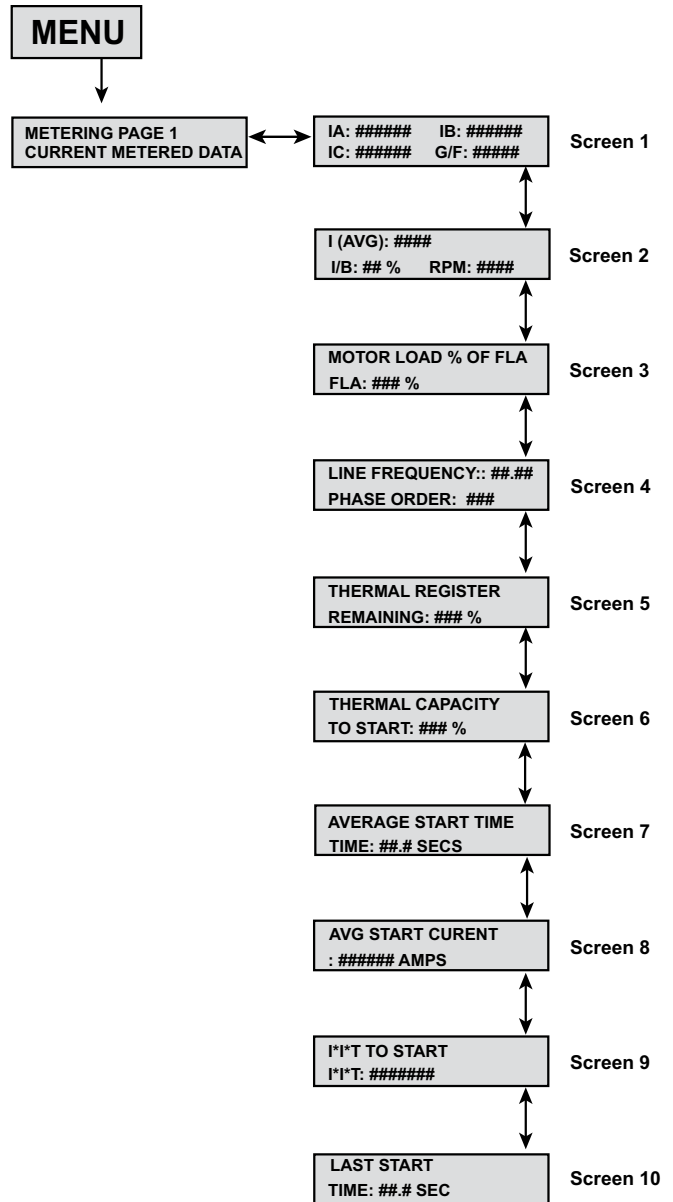 MENU
METERING PAGE 1
CURRENT METERED DATA
IA: ###### IB: ######
IC: ###### G/F: #####
Screen 1
I (AVG): ####
I/B: ## % RPM: ####
Screen 2
MOTOR LOAD % OF FLA
FLA: ### %
Screen 3
LINE FREQUENCY:: ##.##
PHASE ORDER: ###
Screen 4
THERMAL REGISTER
REMAINING: ### %
Screen 5
THERMAL CAPACITY
TO START: ### %
Screen 6
AVERAGE START TIME
TIME: ##.# SECS
Screen 7
AVG START CURENT
: ###### AMPS
Screen 8
I*I*T TO START
I*I*T: #######
Screen 9
LAST START
TIME: ##.# SEC
Screen 10